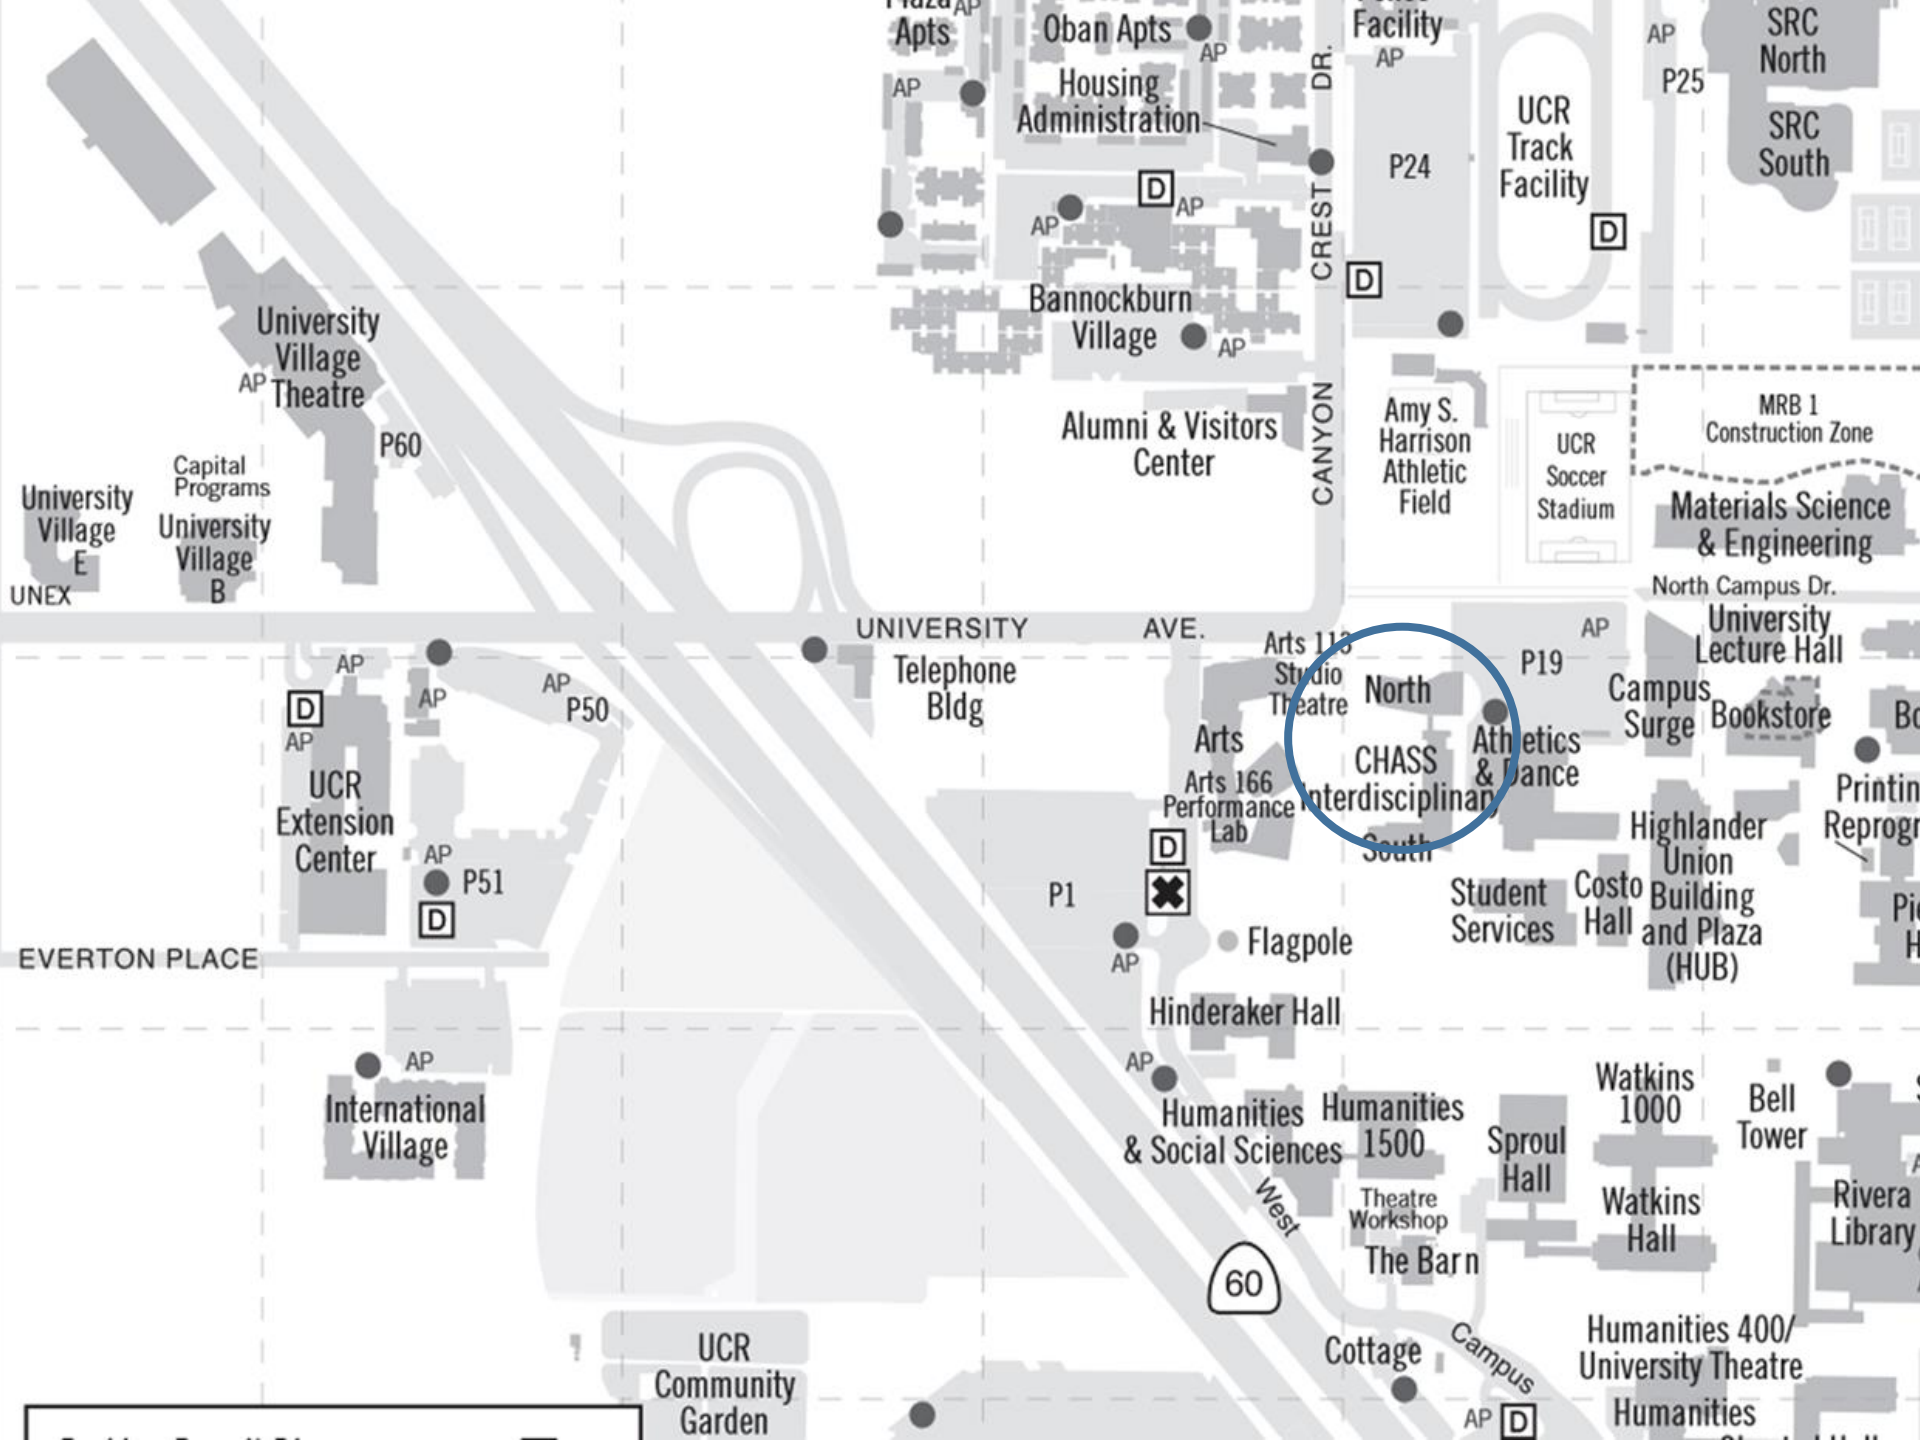 Plaza
AP
Apts
AP
Oban Apts
AP
Housing
Administration
DR.
Facility
AP
P24
UCR
Track
Facility
AP
P25
SRC
North
SRC
South
D
AP
AP
CREST
D
D
Bannockburn
Village
AP
University
Village
Theatre
AP
P60
Capital
Programs
University
Village
E
University
Village
B
UNEX
Alumni & Visitors
Center
CANYON
Amy S.
Harrison
Athletic
Field
UCR
Soccer
Stadium
MRB 1
Construction Zone
Materials Science
& Engineering
North Campus Dr.
University
Lecture Hall
UNIVERSITY AVE.
Telephone
Bldg
Arts 113
Studio
Theatre
North
P19
AP
Campus
Surge
Bookstore
Arts
Arts 166
Performance
Lab
CHASS
Interdisciplinary
South
Athletics
& Dance
Highlander
Union
Building
and Plaza
(HUB)
AP
D
AP
AP
AP
P50
UCR
Extension
Center
AP
P51
D
EVERTON PLACE
P1
D
AP
Flagpole
Student
Services
Costo
Hall
Hinderaker Hall
AP
International
Village
AP
Humanities
& Social Sciences
Humanities
1500
Sproul
Hall
Watkins
1000
Watkins
Hall
Bell
Tower
Rivera
Library
Theatre
Workshop
The Barn
West
60
Campus
Cottage
Humanities 400/
University Theatre
Humanities
AP
D
UCR
Community
Garden